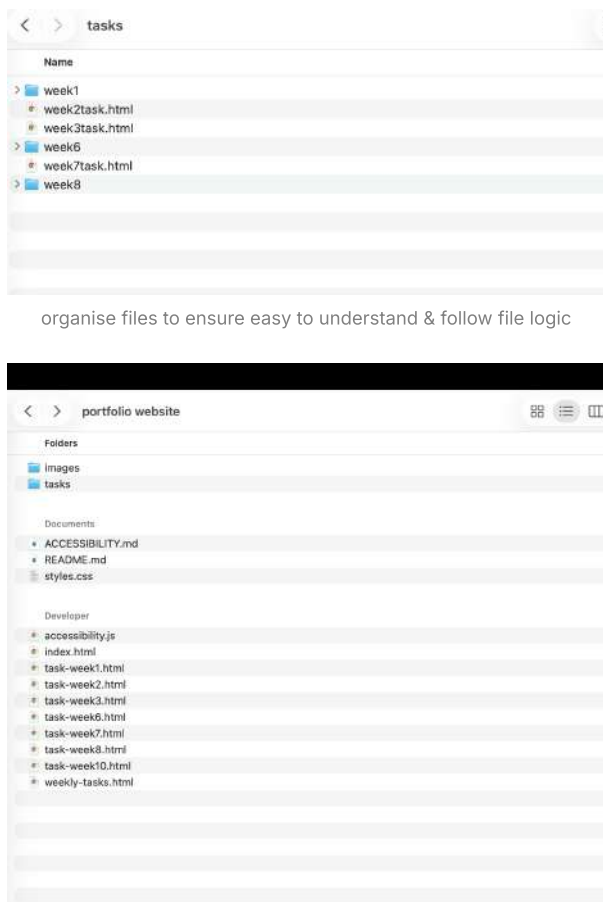 tasks
Name
week1
week2task.html
week3task.html
week6
week7task.html
week8
organise files to ensure easy to understand & follow file logic
portfolio website
Folders
images
tasks
Documents
ACCESSIBILITY.md
README.md
styles.css
Developer
accessibility.js
index.html
task-week1.html
task-week2.html
task-week3.html
task-week6.html
task-week7.html
task-week8.html
task-week10.html
weekly-tasks.html